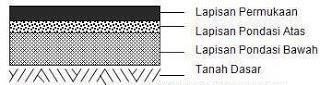 Lapisan Permukaan
Lapisan Pondasi Atas
Lapisan Pondasi Bawah
Tanah Dasar